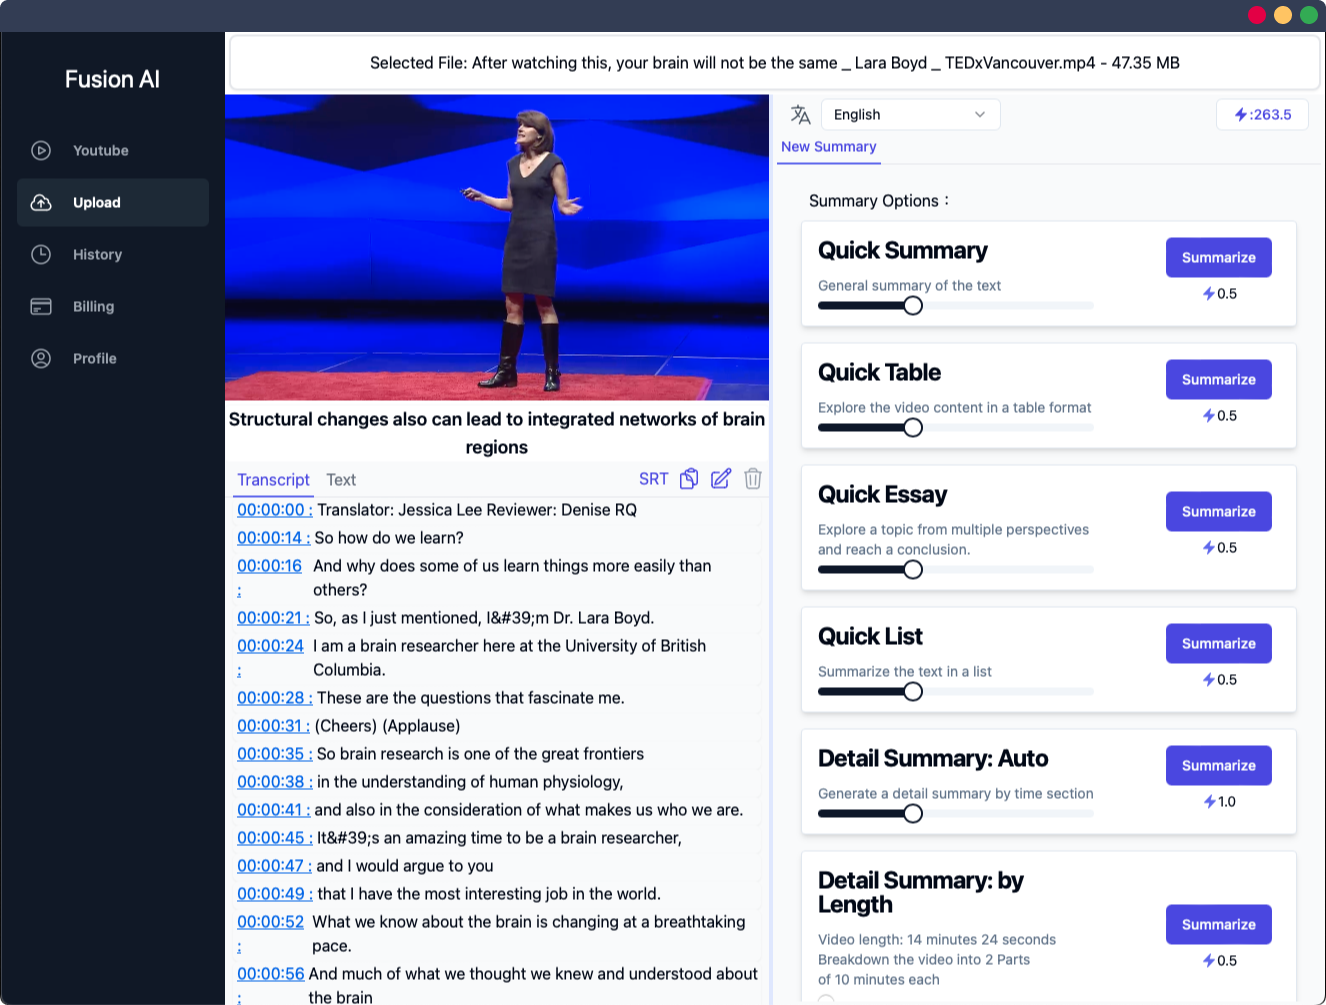 Fusion AI
Youtube
Upload
History
Billing
Profile
Selected File: After watching this, your brain will not be the same _ Lara Boyd _ TEDxVancouver.mp4 - 47.35 MB
Structural changes also can lead to integrated networks of brain
regions
Transcript Text SRT
00:00:00 : Translator: Jessica Lee Reviewer: Denise RQ
00:00:14 : So how do we learn?
00:00:16 : And why does some of us learn things more easily than
others?
00:00:21 : So, as I just mentioned, I&#39;m Dr. Lara Boyd.
00:00:24 : I am a brain researcher here at the University of British
Columbia.
00:00:28 : These are the questions that fascinate me.
00:00:31 : (Cheers) (Applause)
00:00:35 : So brain research is one of the great frontiers
00:00:38 : in the understanding of human physiology,
00:00:41 : and also in the consideration of what makes us who we are.
00:00:45 : It&#39;s an amazing time to be a brain researcher,
00:00:47 : and I would argue to you
00:00:49 : that I have the most interesting job in the world.
00:00:52 : What we know about the brain is changing at a breathtaking
pace.
00:00:56 : And much of what we thought we knew and understood about
the brain
English
:263.5
New Summary
Summary Options :
Quick Summary
General summary of the text
Summarize
0.5
Quick Table
Explore the video content in a table format
Summarize
0.5
Quick Essay
Explore a topic from multiple perspectives
and reach a conclusion.
Summarize
0.5
Quick List
Summarize the text in a list
Summarize
0.5
Detail Summary: Auto
Generate a detail summary by time section
Summarize
1.0
Detail Summary: by
Length
Video length: 14 minutes 24 seconds
Breakdown the video into 2 Parts
of 10 minutes each
Summarize
0.5